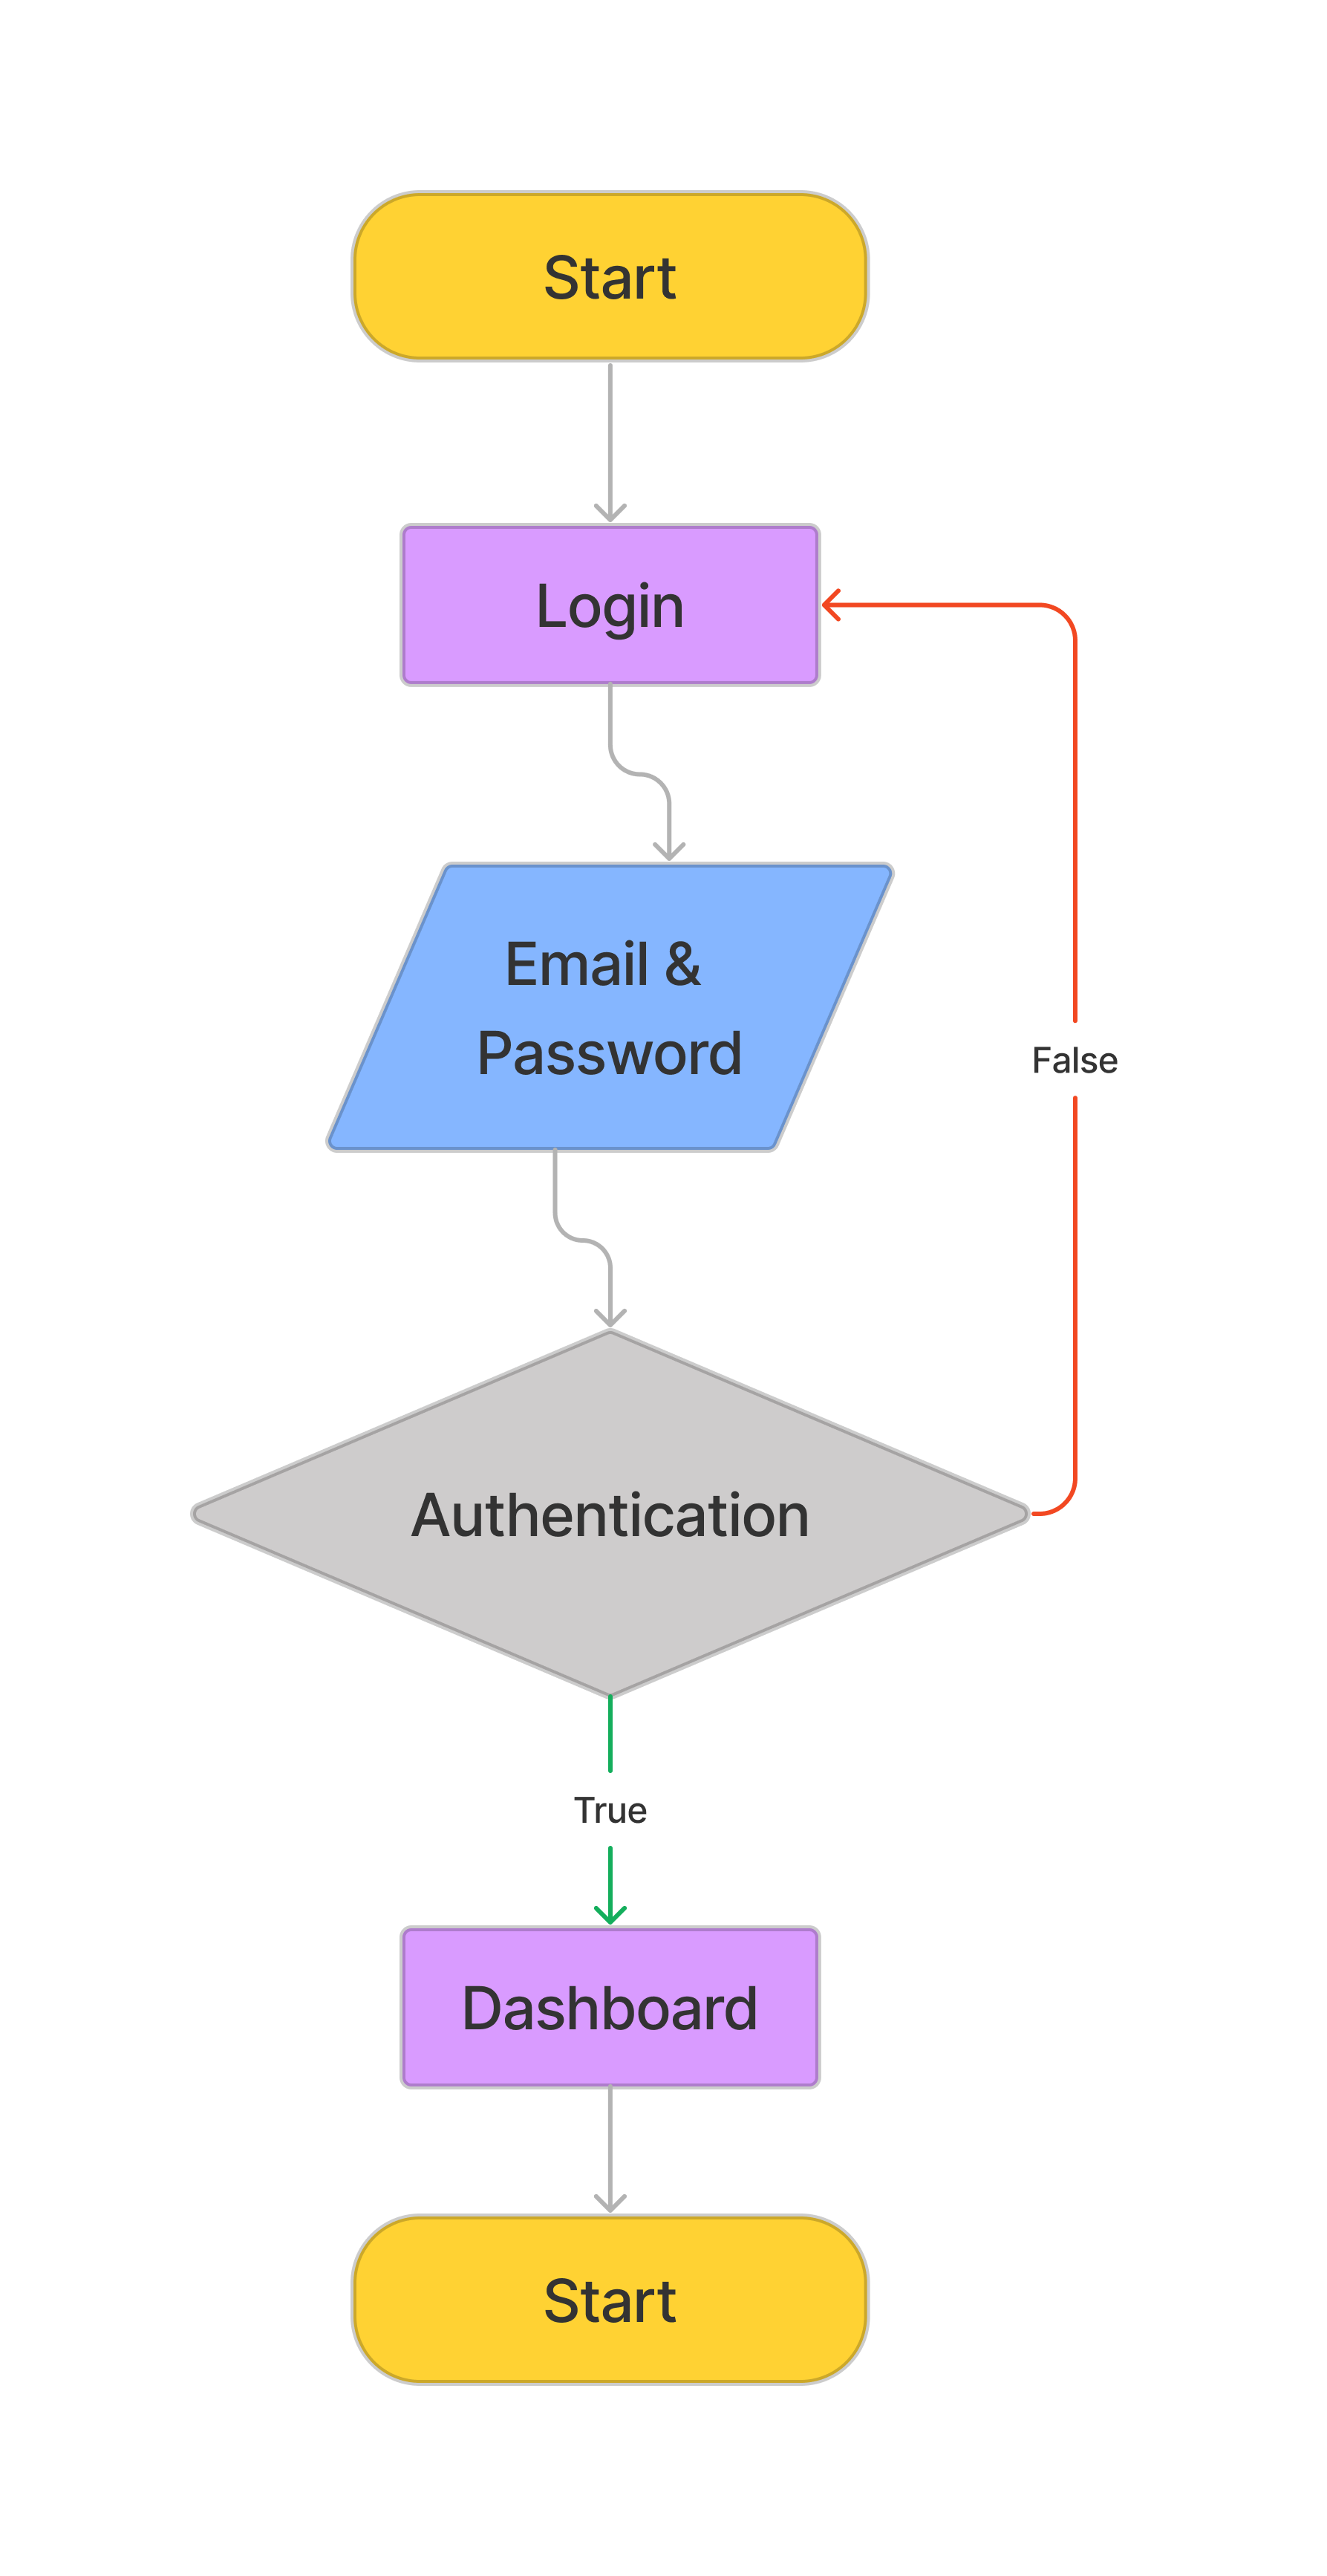 Start
Login
Email &
Password
False
Authentication
True
Dashboard
Start